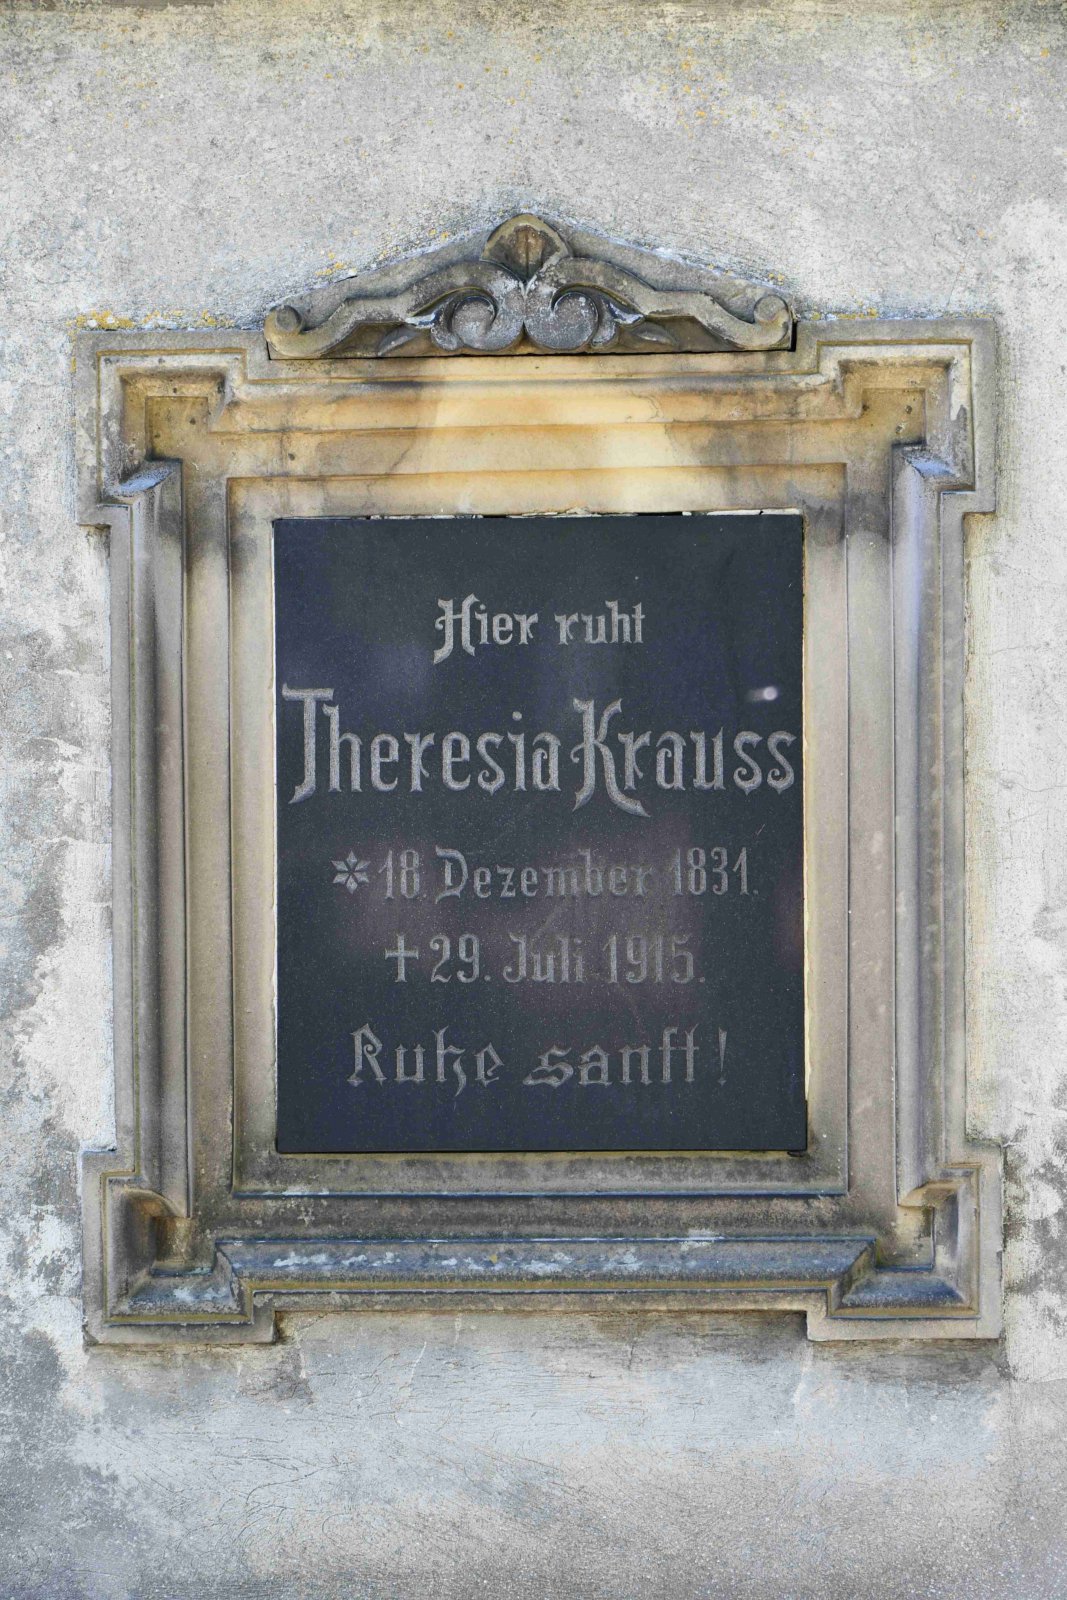 Hier ruht
Theresia Krauss
* 18. Dezember 1831.
† 29. Juli 1915.
Ruhe sanft!